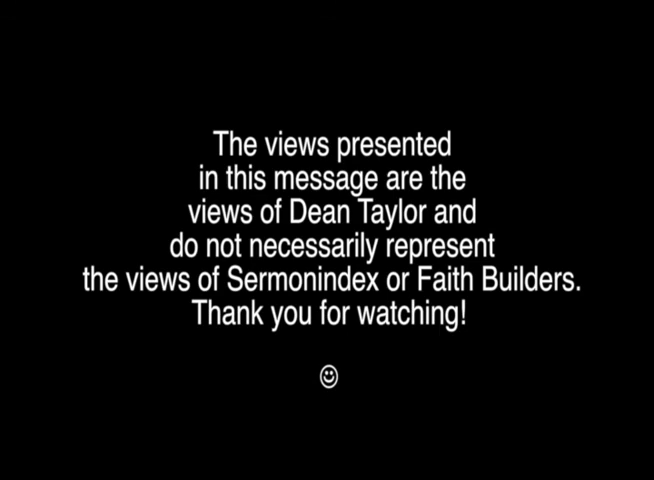 The views presented
in this message are the
views of Dean Taylor and
do not necessarily represent
the views of Sermonindex or Faith Builders.
Thank you for watching!
☺